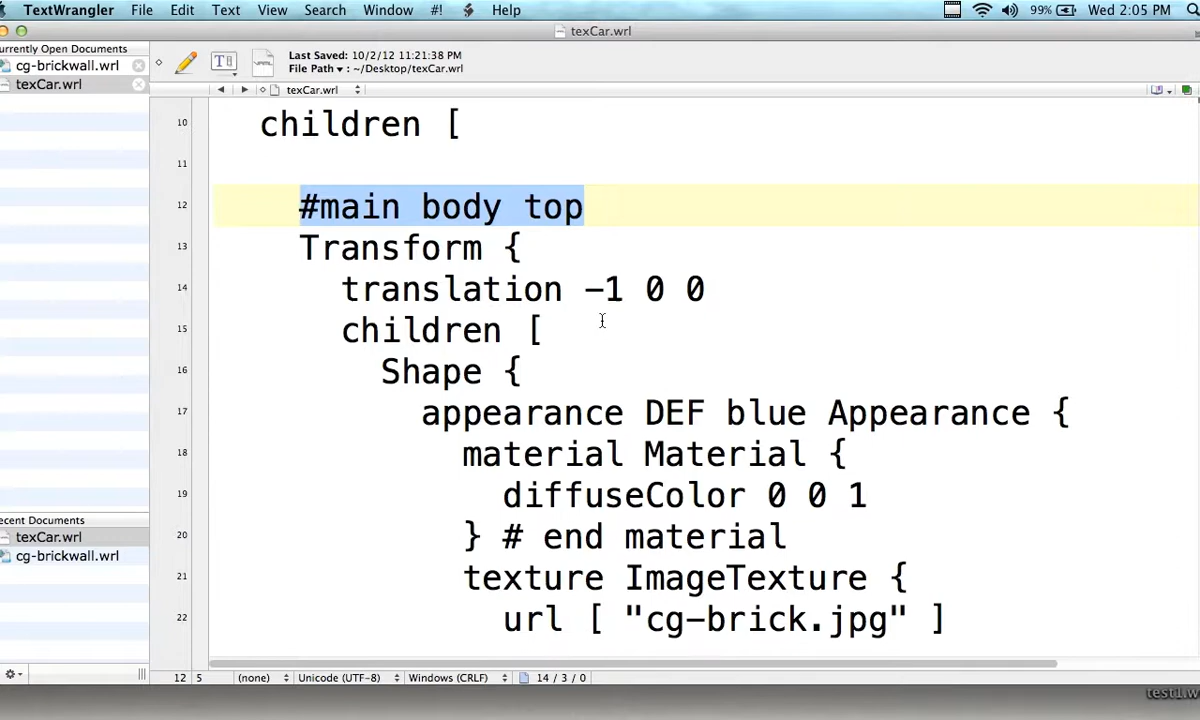 TextWrangler File Edit Text View Search Window #! Help 99% Wed 2:05 PM
texCar.wrl
urrently Open Documents
cg-brickwall.wrl
texCar.wrl
Last Saved: 10/2/12 11:21:38 PM
File Path ▾ : ~/Desktop/texCar.wrl
texCar.wrl
10 children [
11
12 #main body top
13 Transform {
14 translation -1 0 0
15 children [
16 Shape {
17 appearance DEF blue Appearance {
18 material Material {
19 diffuseColor 0 0 1
20 } # end material
21 texture ImageTexture {
22 url [ "cg-brick.jpg" ]
ecent Documents
texCar.wrl
cg-brickwall.wrl
12 5 (none) Unicode (UTF-8) Windows (CRLF) 14 / 3 / 0
test1.w